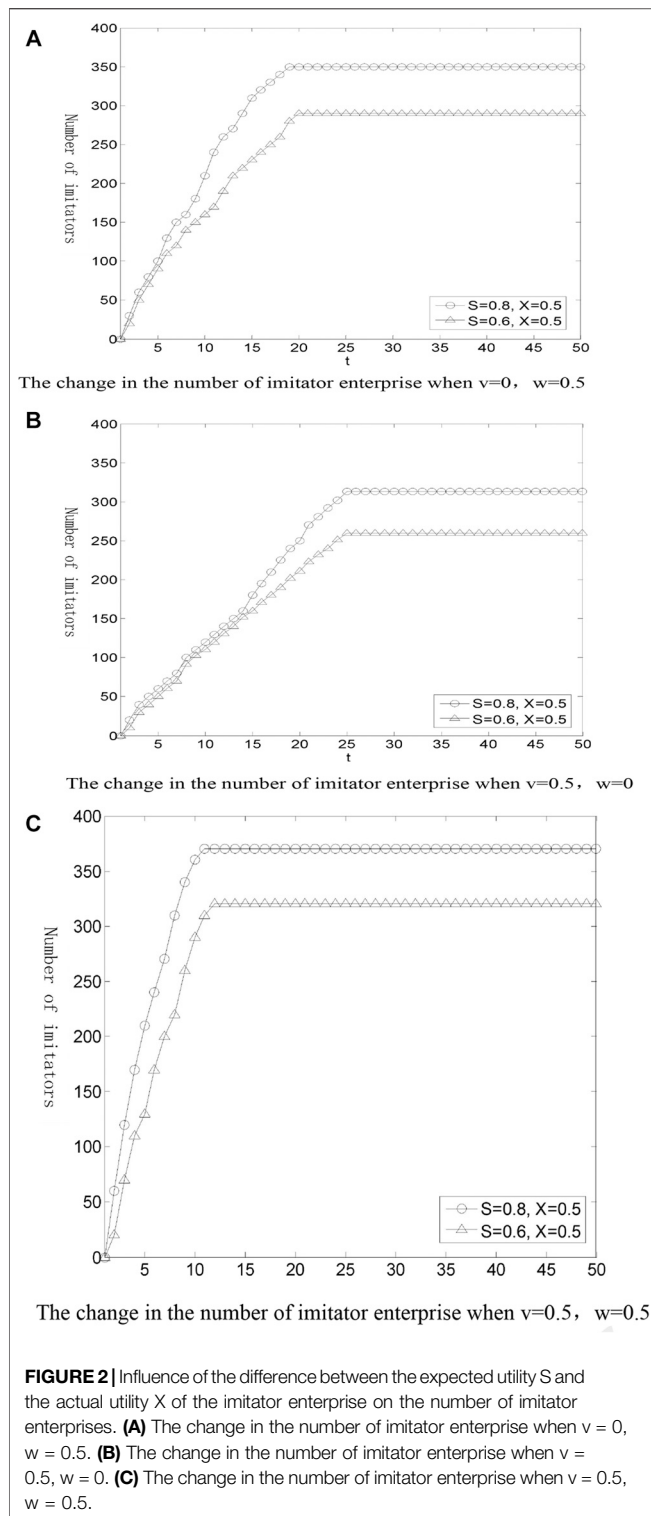 A
400
350
300
250
200
150
100
50
0
Number of imitators
S=0.8, X=0.5
S=0.6, X=0.5
5 10 15 20 25 30 35 40 45 50
t
The change in the number of imitator enterprise when v=0, w=0.5
B
400
350
300
250
200
150
100
50
0
Number of imitators
S=0.8, X=0.5
S=0.6, X=0.5
5 10 15 20 25 30 35 40 45 50
t
The change in the number of imitator enterprise when v=0.5, w=0
C
400
350
300
250
200
150
100
50
0
Number of imitators
S=0.8, X=0.5
S=0.6, X=0.5
5 10 15 20 25 30 35 40 45 50
The change in the number of imitator enterprise when v=0.5, w=0.5
FIGURE 2 | Influence of the difference between the expected utility S and
the actual utility X of the imitator enterprise on the number of imitator
enterprises. (A) The change in the number of imitator enterprise when v = 0,
w = 0.5. (B) The change in the number of imitator enterprise when v =
0.5, w = 0. (C) The change in the number of imitator enterprise when v = 0.5,
w = 0.5.